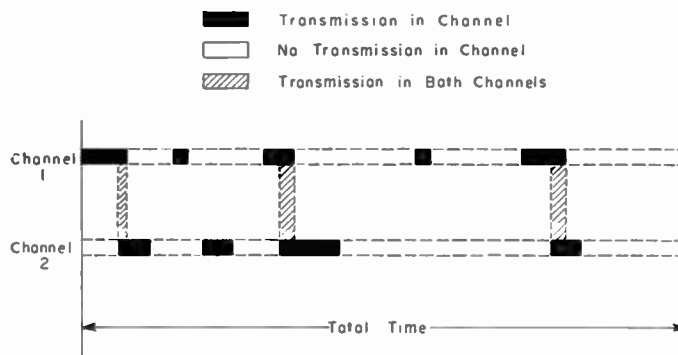 Transmission in Channel
No Transmission in Channel
Transmission in Both Channels
Channel
1
Channel
2
Total Time